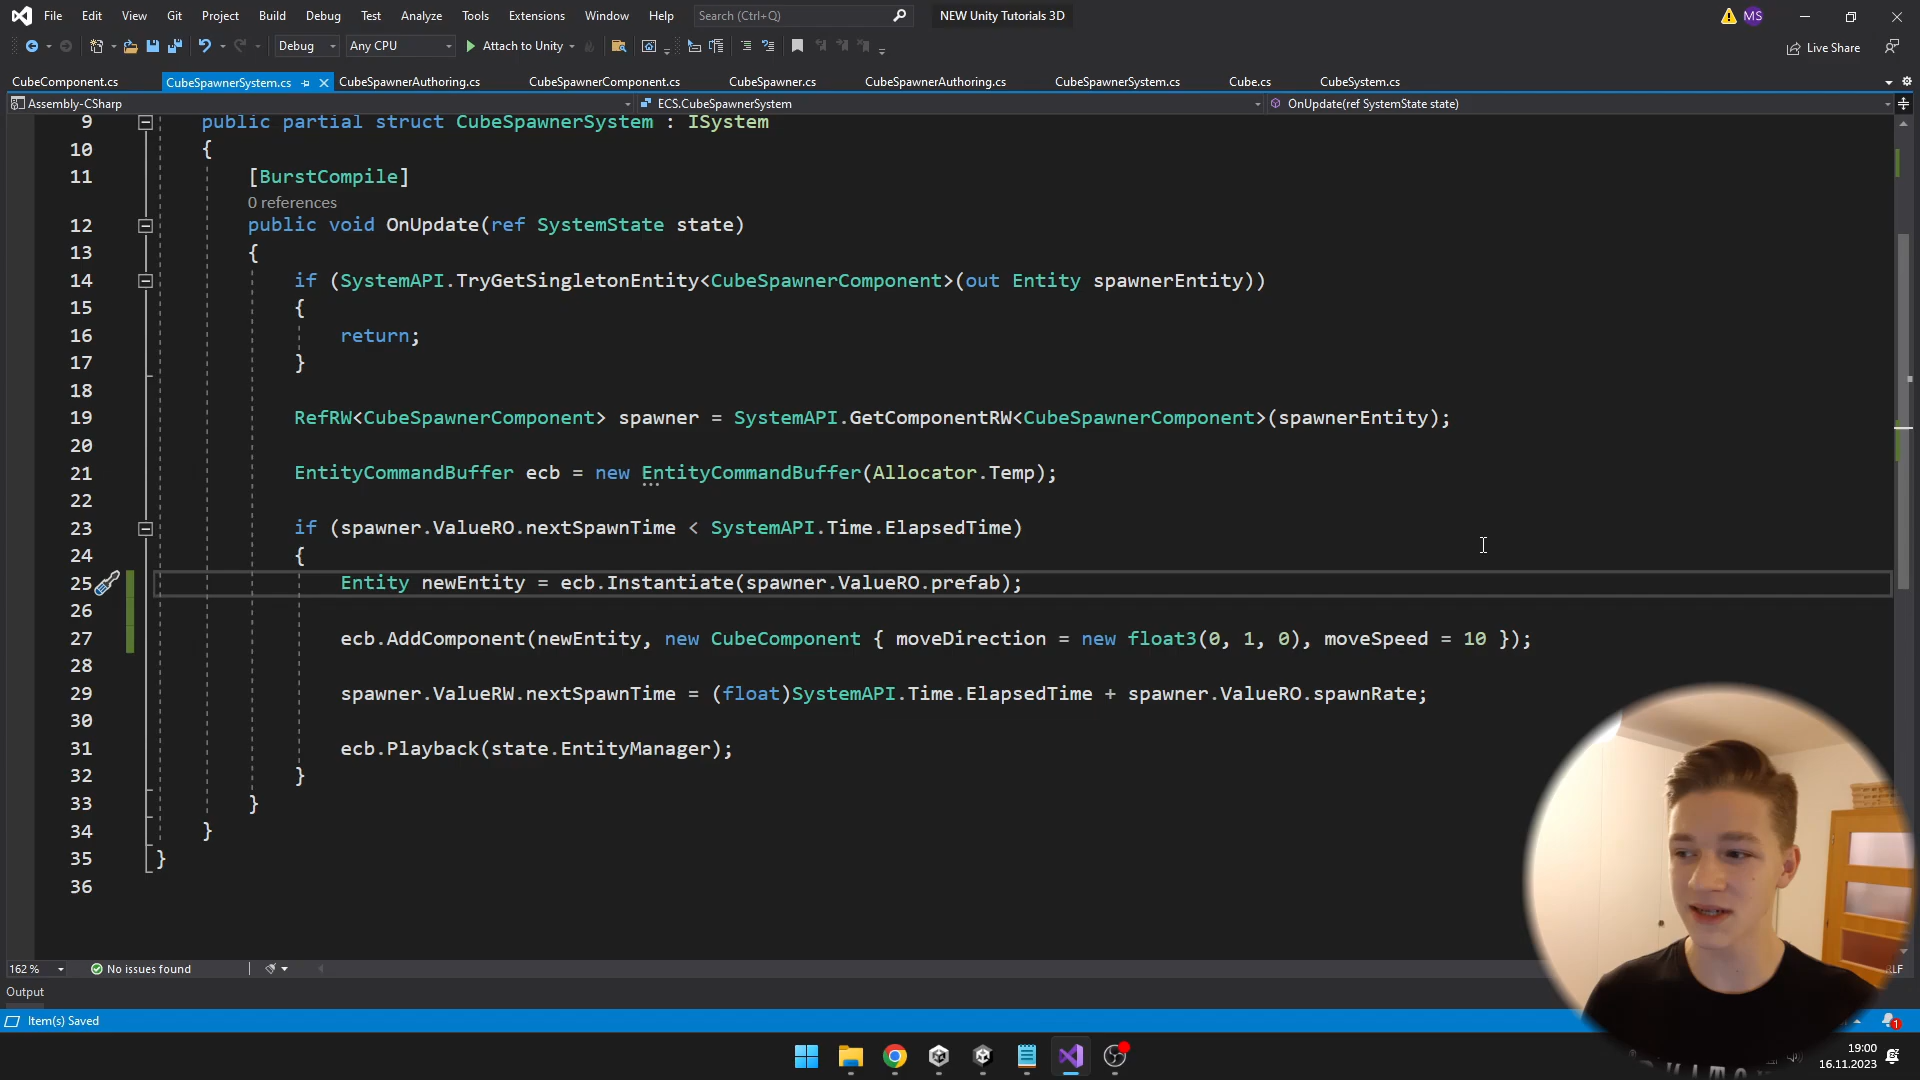 File Edit View Git Project Build Debug Test Analyze Tools Extensions Window Help Search (Ctrl+Q) NEW Unity Tutorials 3D MS
Debug Any CPU Attach to Unity Live Share
CubeComponent.cs CubeSpawnerSystem.cs CubeSpawnerAuthoring.cs CubeSpawnerComponent.cs CubeSpawner.cs CubeSpawnerAuthoring.cs CubeSpawnerSystem.cs Cube.cs CubeSystem.cs
Assembly-CSharp ECS.CubeSpawnerSystem OnUpdate(ref SystemState state)
9 public partial struct CubeSpawnerSystem : ISystem
10 {
11 [BurstCompile]
0 references
12 public void OnUpdate(ref SystemState state)
13 {
14 if (SystemAPI.TryGetSingletonEntity<CubeSpawnerComponent>(out Entity spawnerEntity))
15 {
16 return;
17 }
18
19 RefRW<CubeSpawnerComponent> spawner = SystemAPI.GetComponentRW<CubeSpawnerComponent>(spawnerEntity);
20
21 EntityCommandBuffer ecb = new EntityCommandBuffer(Allocator.Temp);
22
23 if (spawner.ValueRO.nextSpawnTime < SystemAPI.Time.ElapsedTime)
24 {
25 Entity newEntity = ecb.Instantiate(spawner.ValueRO.prefab);
26
27 ecb.AddComponent(newEntity, new CubeComponent { moveDirection = new float3(0, 1, 0), moveSpeed = 10 });
28
29 spawner.ValueRW.nextSpawnTime = (float)SystemAPI.Time.ElapsedTime + spawner.ValueRO.spawnRate;
30
31 ecb.Playback(state.EntityManager);
32 }
33 }
34 }
35 }
36
162 % No issues found LF
Output
Item(s) Saved 1
19:00
16.11.2023